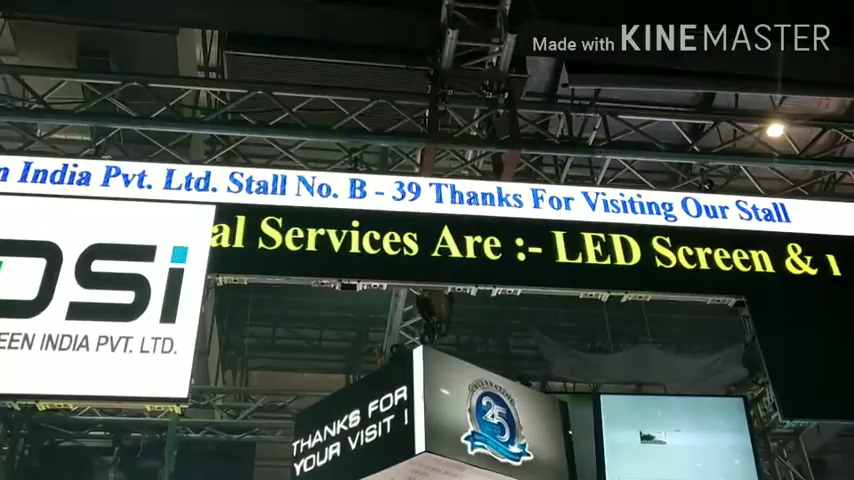 Made with KINEMASTER
India Pvt. Ltd. Stall No. B - 39 Thanks For Visiting Our Stall
al Services Are :- LED Screen &
DSi
EEN INDIA PVT. LTD.
THANKS FOR
YOUR VISIT !
CELEBRATING
25